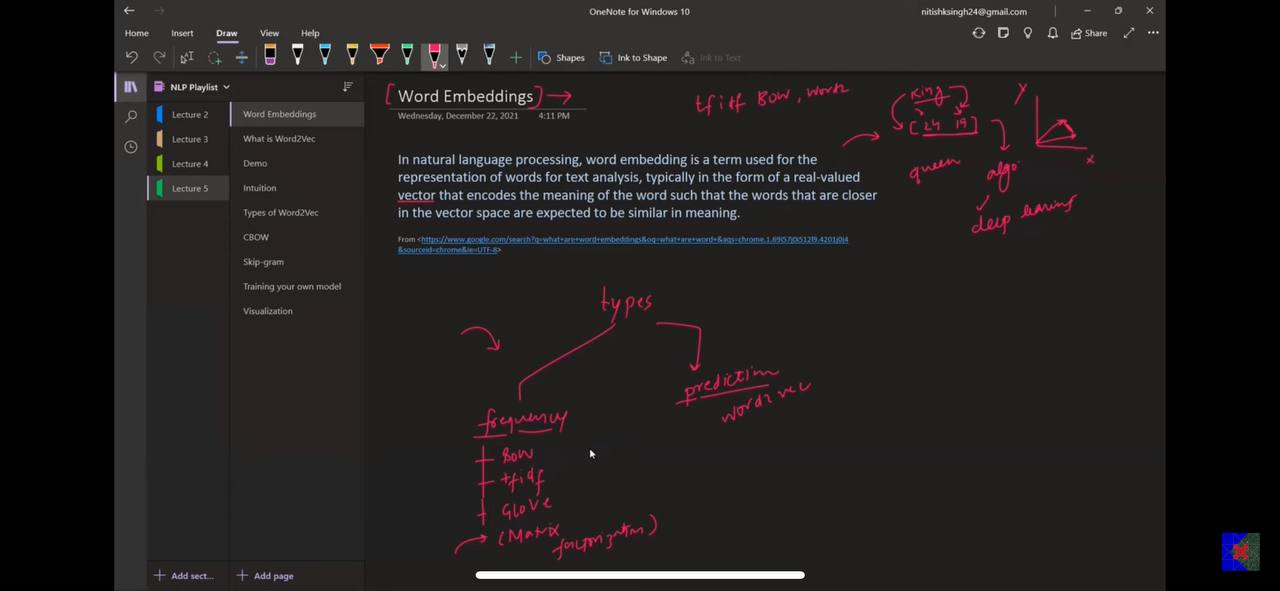 OneNote for Windows 10
nitishksingh24@gmail.com
Home Insert Draw View Help
Share
Shapes
Ink to Shape
Ink to Text
NLP Playlist
Lecture 2
Lecture 3
Lecture 4
Lecture 5
Word Embeddings
What is Word2Vec
Demo
Intuition
Types of Word2Vec
CBOW
Skip-gram
Training your own model
Visualization
Add sect...
Add page
[Word Embeddings]
Wednesday, December 22, 2021 4:11 PM
In natural language processing, word embedding is a term used for the
representation of words for text analysis, typically in the form of a real-valued
vector that encodes the meaning of the word such that the words that are closer
in the vector space are expected to be similar in meaning.
From <https://www.google.com/search?q=what+are+word+embeddings&oq=what+are+word+&aqs=chrome.1.69i57j0i512l9.4201j0j4
&sourceid=chrome&ie=UTF-8>
tfidf BOW, word2
King
[24 19]
queen
algo
deep learning
Y
X
types
frequency
BOW
tfidf
GloVe
(Matrix
factorization)
prediction
word2vec